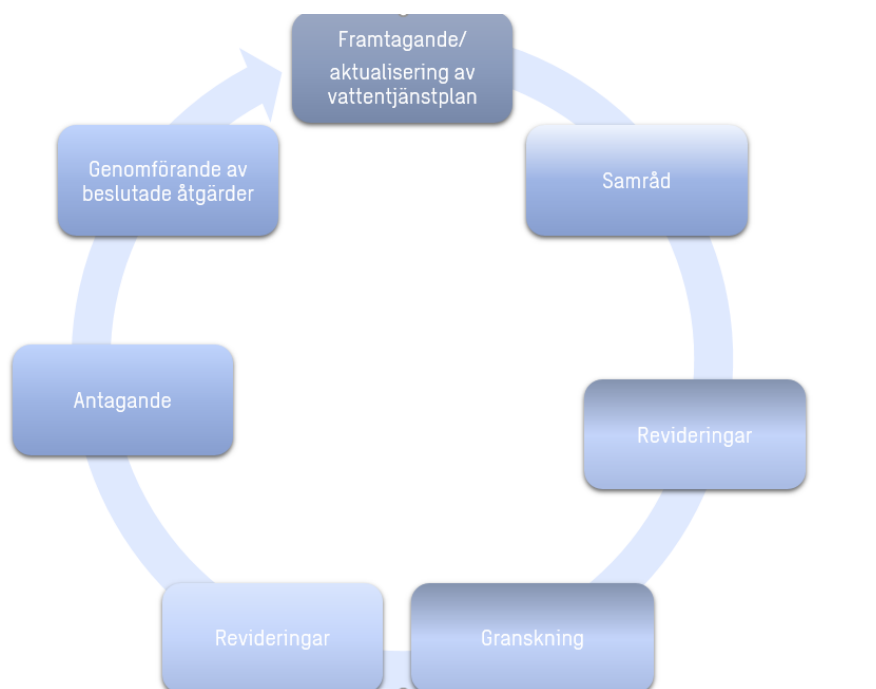 Framtagande/
aktualisering av
vattentjänstplan
Samråd
Revideringar
Granskning
Revideringar
Antagande
Genomförande av
beslutade åtgärder